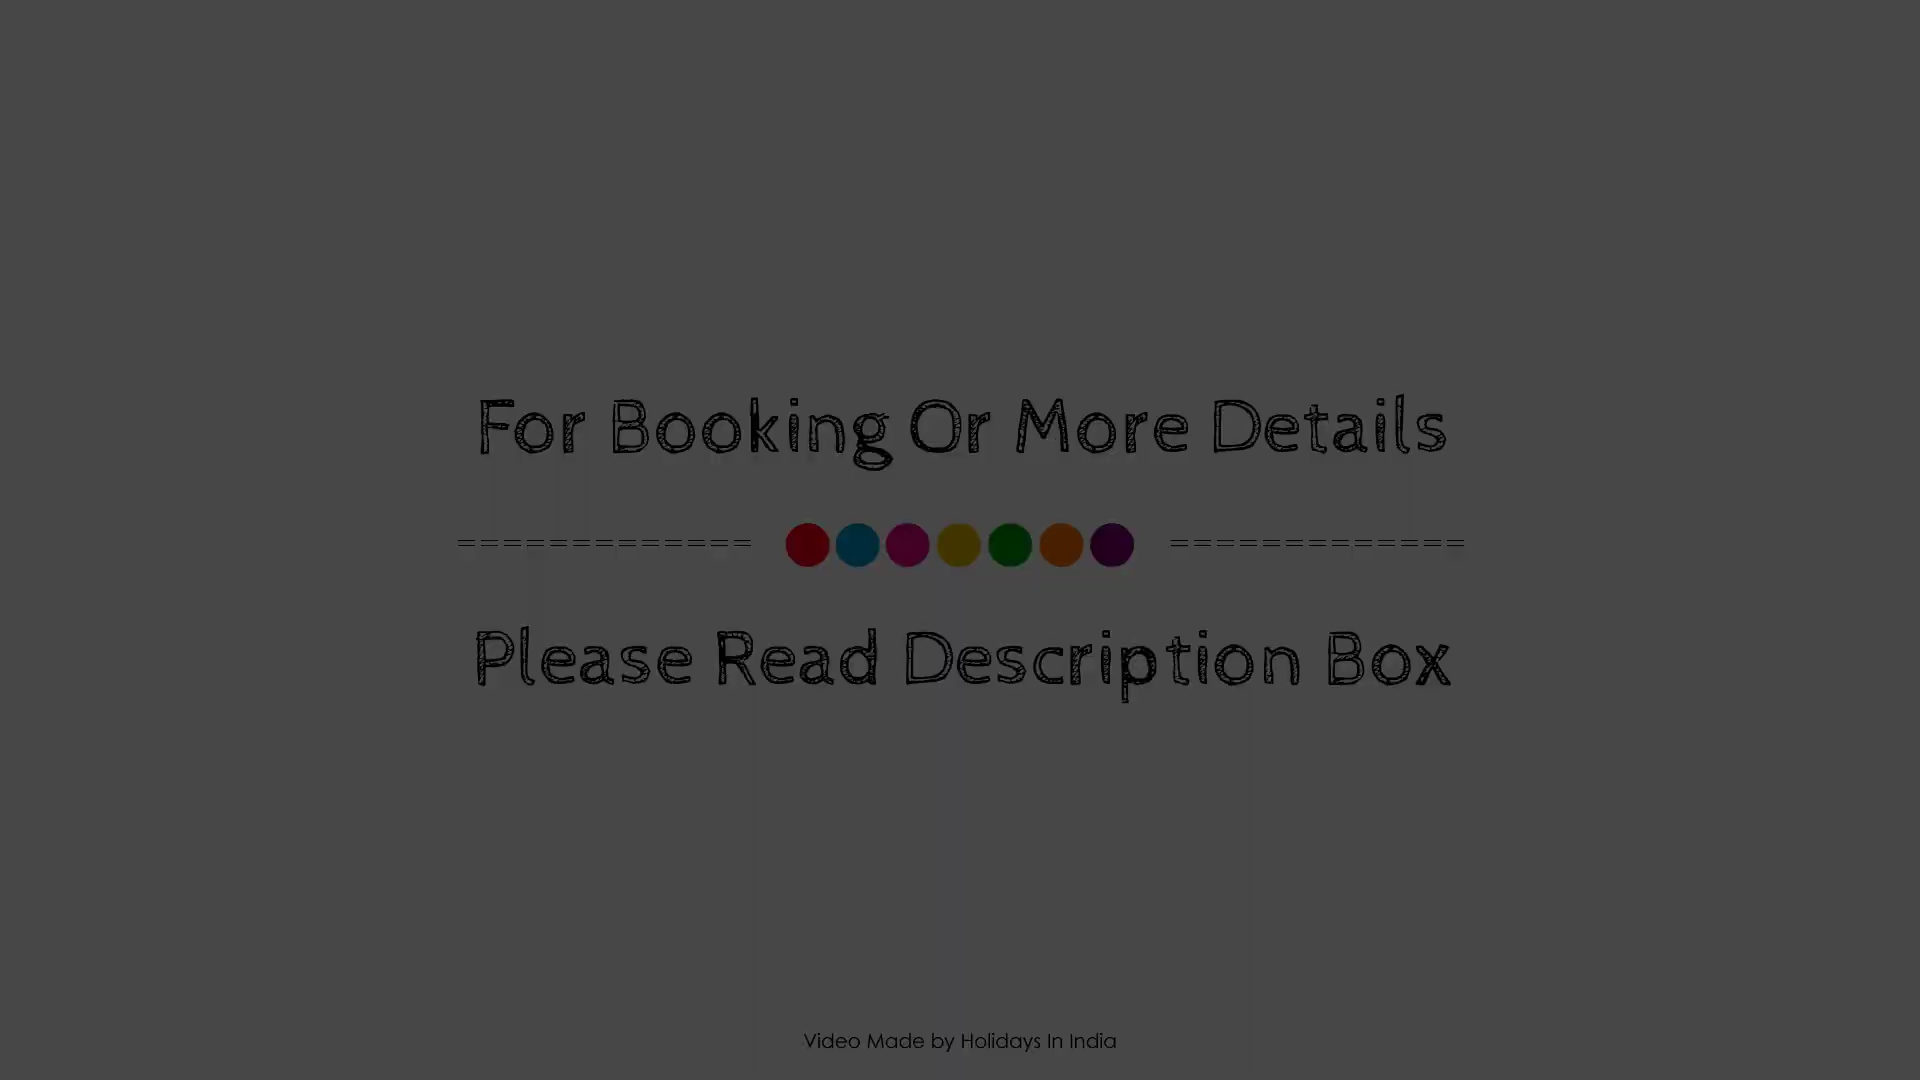 For Booking Or More Details
============= =============
Please Read Description Box
Video Made by Holidays In India